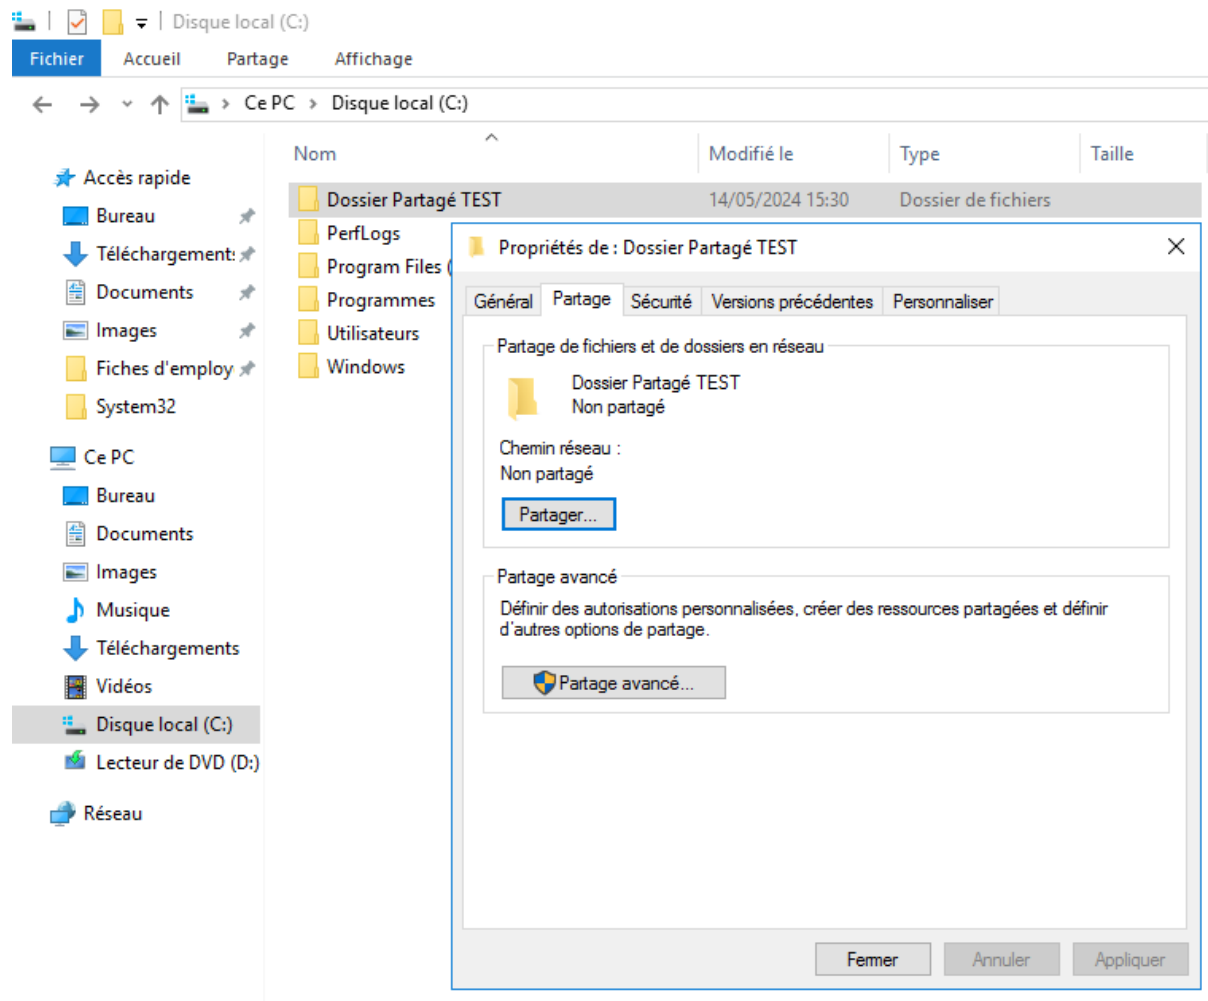 Disque local (C:)
Fichier Accueil Partage Affichage
Ce PC > Disque local (C:)
Nom Modifié le Type Taille
Accès rapide
Bureau
Téléchargement:
Documents
Images
Fiches d'employ
System32
Ce PC
Bureau
Documents
Images
Musique
Téléchargements
Vidéos
Disque local (C:)
Lecteur de DVD (D:)
Réseau
Dossier Partagé TEST 14/05/2024 15:30 Dossier de fichiers
PerfLogs
Program Files (
Programmes
Utilisateurs
Windows
Propriétés de : Dossier Partagé TEST
Général Partage Sécurité Versions précédentes Personnaliser
Partage de fichiers et de dossiers en réseau
Dossier Partagé TEST
Non partagé
Chemin réseau :
Non partagé
Partager...
Partage avancé
Définir des autorisations personnalisées, créer des ressources partagées et définir
d'autres options de partage.
Partage avancé...
Fermer Annuler Appliquer